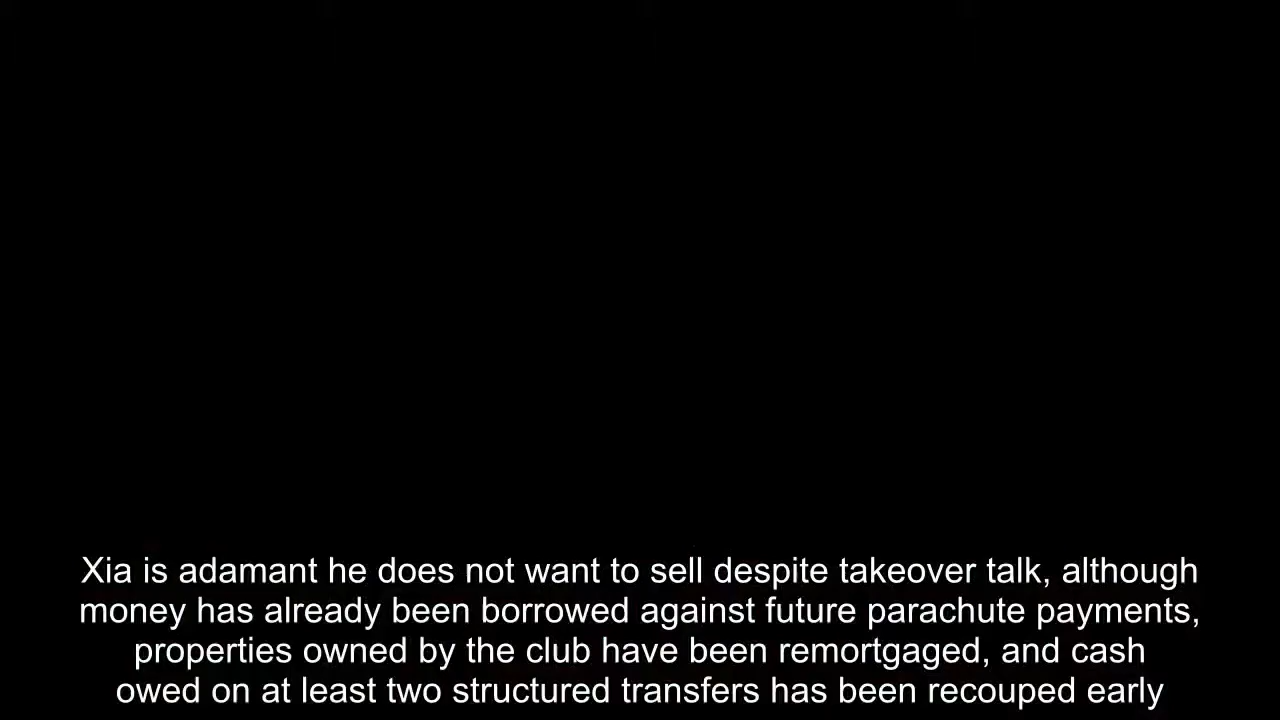 Xia is adamant he does not want to sell despite takeover talk, although
money has already been borrowed against future parachute payments,
properties owned by the club have been remortgaged, and cash
owed on at least two structured transfers has been recouped early